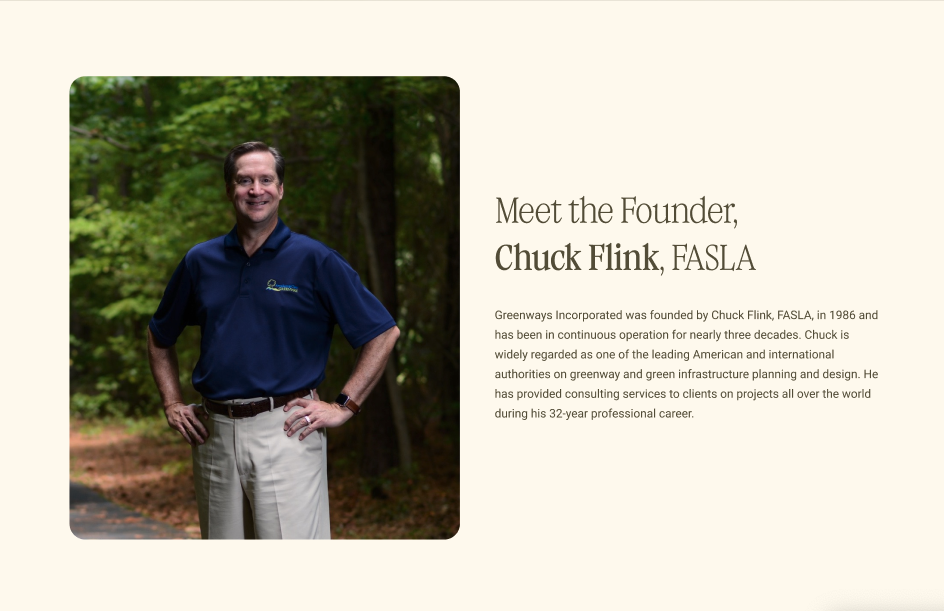 Meet the Founder,
Chuck Flink, FASLA
Greenways Incorporated was founded by Chuck Flink, FASLA, in 1986 and
has been in continuous operation for nearly three decades. Chuck is
widely regarded as one of the leading American and international
authorities on greenway and green infrastructure planning and design. He
has provided consulting services to clients on projects all over the world
during his 32-year professional career.